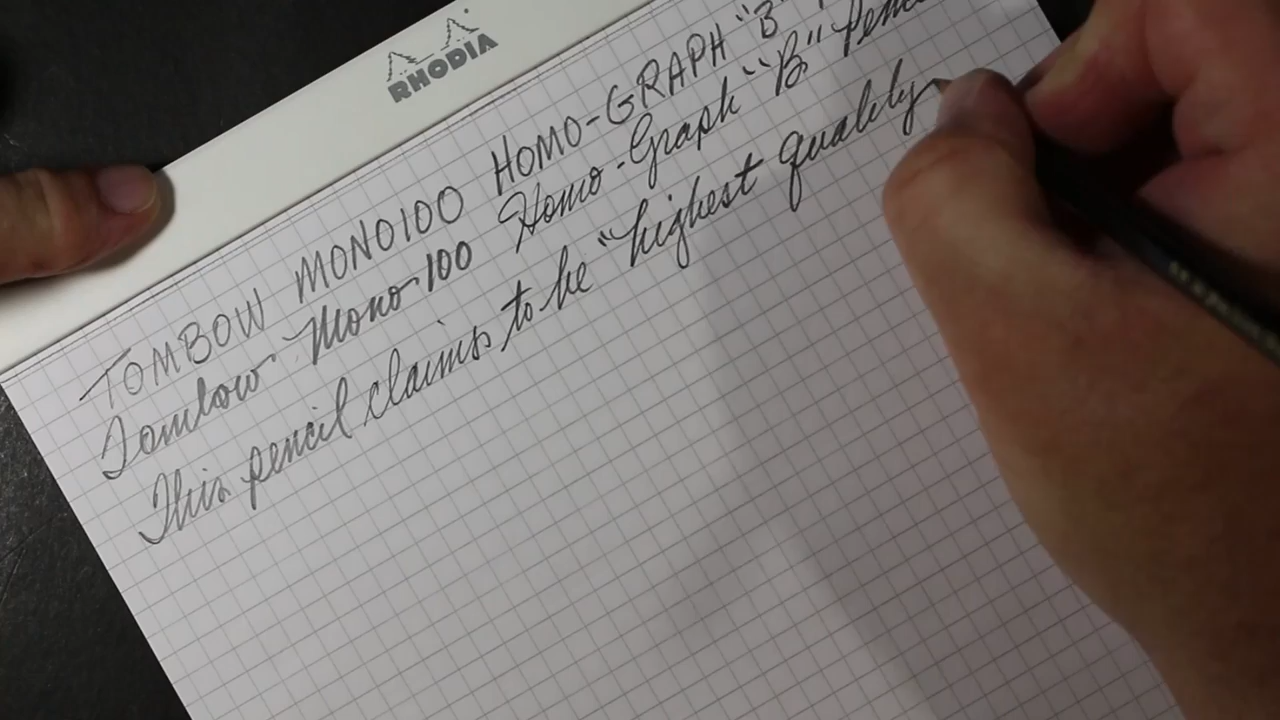 RHODIA
TOMBOW MONO100 HOMO-GRAPH "B"
Tombow Mono 100 Homo-Graph "B"
This pencil claims to be "highest quality